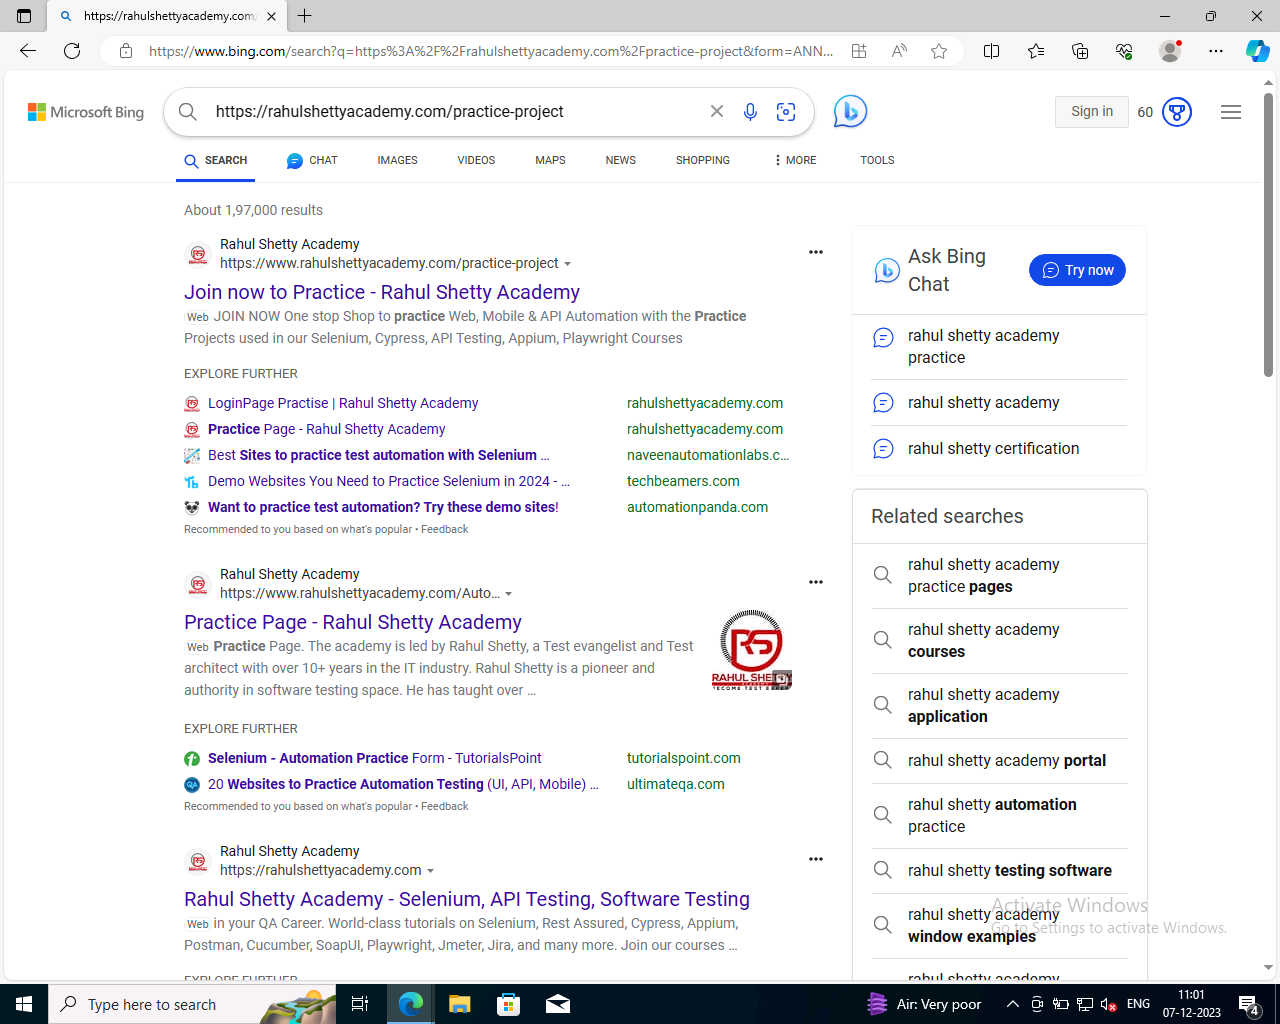 https://rahulshettyacademy.com/
https://www.bing.com/search?q=https%3A%2F%2Frahulshettyacademy.com%2Fpractice-project&form=ANN...
Microsoft Bing
https://rahulshettyacademy.com/practice-project
Sign in
60
SEARCH
CHAT
IMAGES
VIDEOS
MAPS
NEWS
SHOPPING
MORE
TOOLS
About 1,97,000 results
Rahul Shetty Academy
https://www.rahulshettyacademy.com/practice-project
Join now to Practice - Rahul Shetty Academy
Web JOIN NOW One stop Shop to practice Web, Mobile & API Automation with the Practice
Projects used in our Selenium, Cypress, API Testing, Appium, Playwright Courses
EXPLORE FURTHER
LoginPage Practise | Rahul Shetty Academy rahulshettyacademy.com
Practice Page - Rahul Shetty Academy rahulshettyacademy.com
Best Sites to practice test automation with Selenium ... naveenautomationlabs.c...
Demo Websites You Need to Practice Selenium in 2024 - ... techbeamers.com
Want to practice test automation? Try these demo sites! automationpanda.com
Recommended to you based on what's popular • Feedback
Rahul Shetty Academy
https://www.rahulshettyacademy.com/Auto...
Practice Page - Rahul Shetty Academy
Web Practice Page. The academy is led by Rahul Shetty, a Test evangelist and Test
architect with over 10+ years in the IT industry. Rahul Shetty is a pioneer and
authority in software testing space. He has taught over ...
RS
RAHUL SHETTY
EXPLORE FURTHER
Selenium - Automation Practice Form - TutorialsPoint tutorialspoint.com
20 Websites to Practice Automation Testing (UI, API, Mobile) ... ultimateqa.com
Recommended to you based on what's popular • Feedback
Rahul Shetty Academy
https://rahulshettyacademy.com
Rahul Shetty Academy - Selenium, API Testing, Software Testing
Web in your QA Career. World-class tutorials on Selenium, Rest Assured, Cypress, Appium,
Postman, Cucumber, SoapUI, Playwright, Jmeter, Jira, and many more. Join our courses ...
EXPLORE FURTHER
Ask Bing
Chat
Try now
rahul shetty academy
practice
rahul shetty academy
rahul shetty certification
Related searches
rahul shetty academy
practice pages
rahul shetty academy
courses
rahul shetty academy
application
rahul shetty academy portal
rahul shetty automation
practice
rahul shetty testing software
rahul shetty academy
window examples
rahul shetty academy
Activate Windows
Go to Settings to activate Windows.
Type here to search
Air: Very poor
ENG
11:01
07-12-2023
4